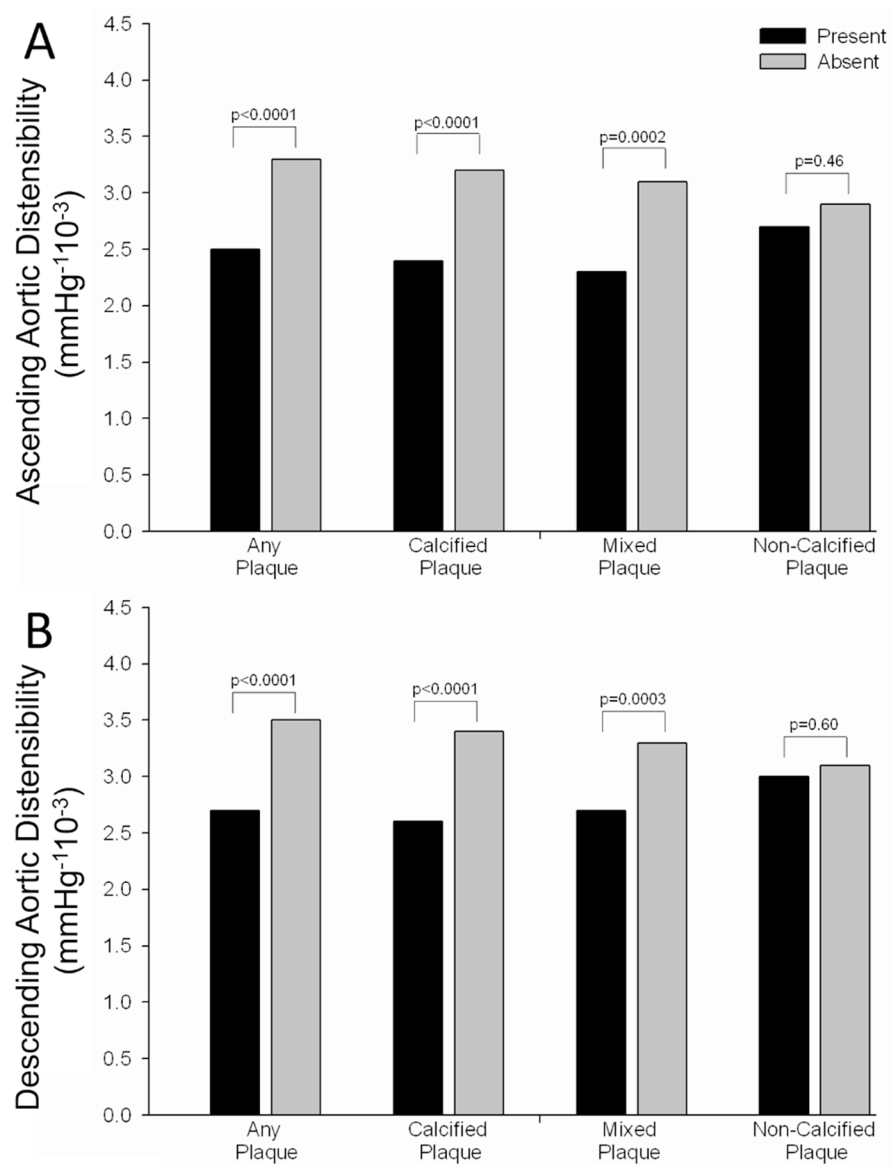 A
Ascending Aortic Distensibility
(mmHg⁻¹10⁻³)
4.5
4.0
3.5
3.0
2.5
2.0
1.5
1.0
0.5
0.0
Present
Absent
p<0.0001
p<0.0001
p=0.0002
p=0.46
Any
Plaque
Calcified
Plaque
Mixed
Plaque
Non-Calcified
Plaque
B
Descending Aortic Distensibility
(mmHg⁻¹10⁻³)
4.5
4.0
3.5
3.0
2.5
2.0
1.5
1.0
0.5
0.0
p<0.0001
p<0.0001
p=0.0003
p=0.60
Any
Plaque
Calcified
Plaque
Mixed
Plaque
Non-Calcified
Plaque